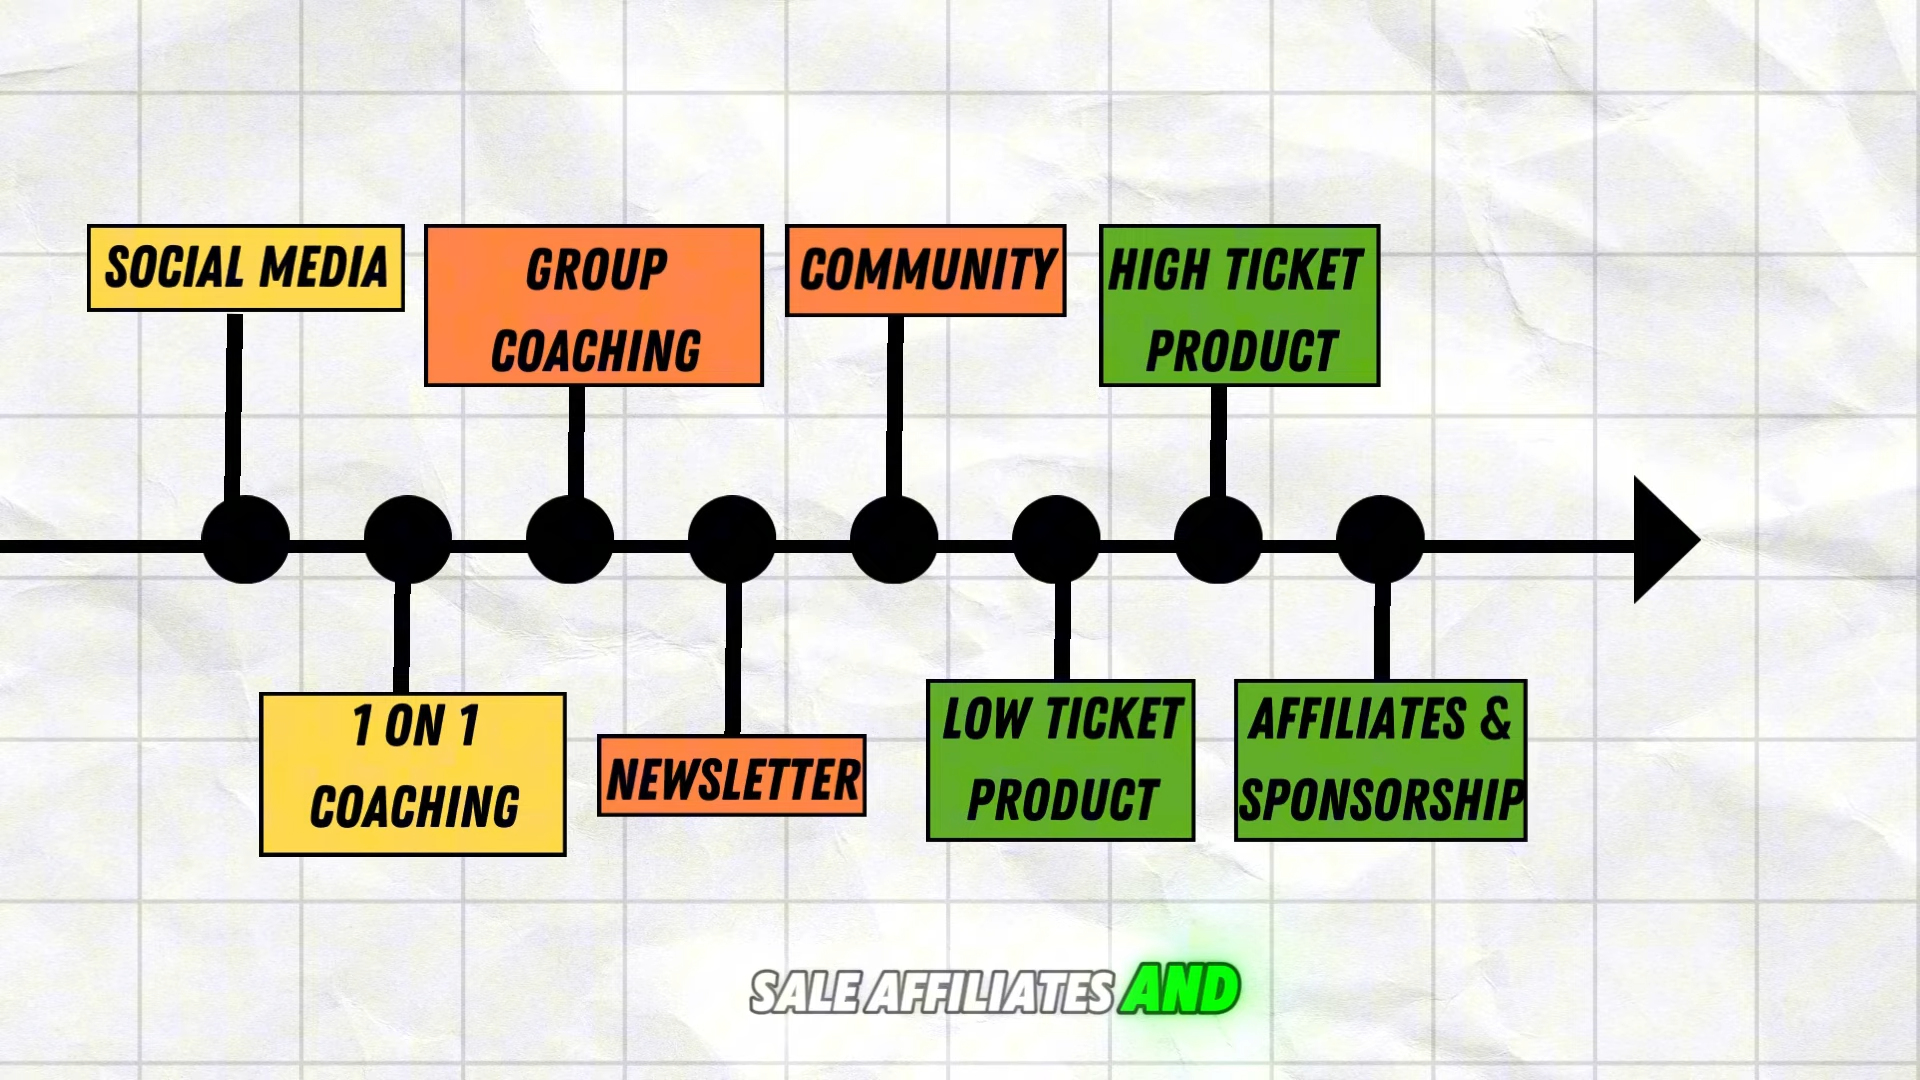 SOCIAL MEDIA
GROUP
COACHING
COMMUNITY
HIGH TICKET
PRODUCT
1 ON 1
COACHING
NEWSLETTER
LOW TICKET
PRODUCT
AFFILIATES &
SPONSORSHIP
SALE AFFILIATES AND